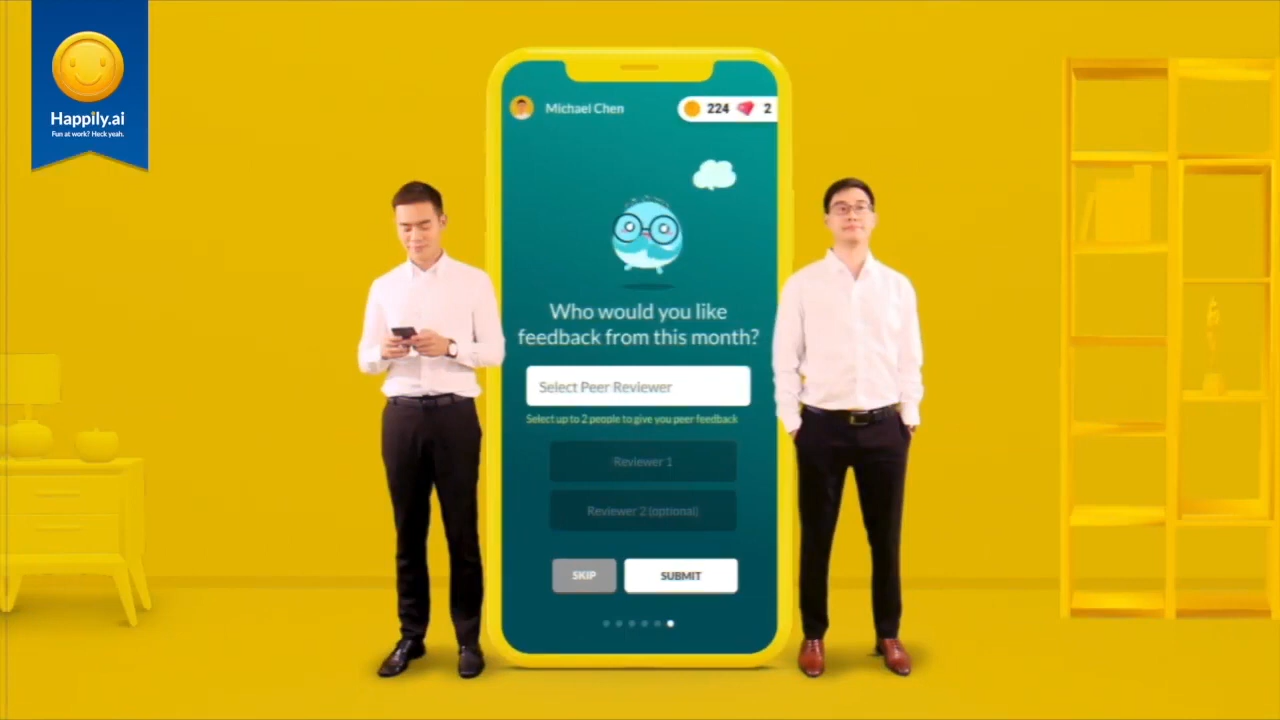 Happily.ai
Fun at work? Heck yeah.
Michael Chen
224
2
Who would you like
feedback from this month?
Select Peer Reviewer
Select up to 2 people to give you peer feedback
Reviewer 1
Reviewer 2 (optional)
SKIP
SUBMIT